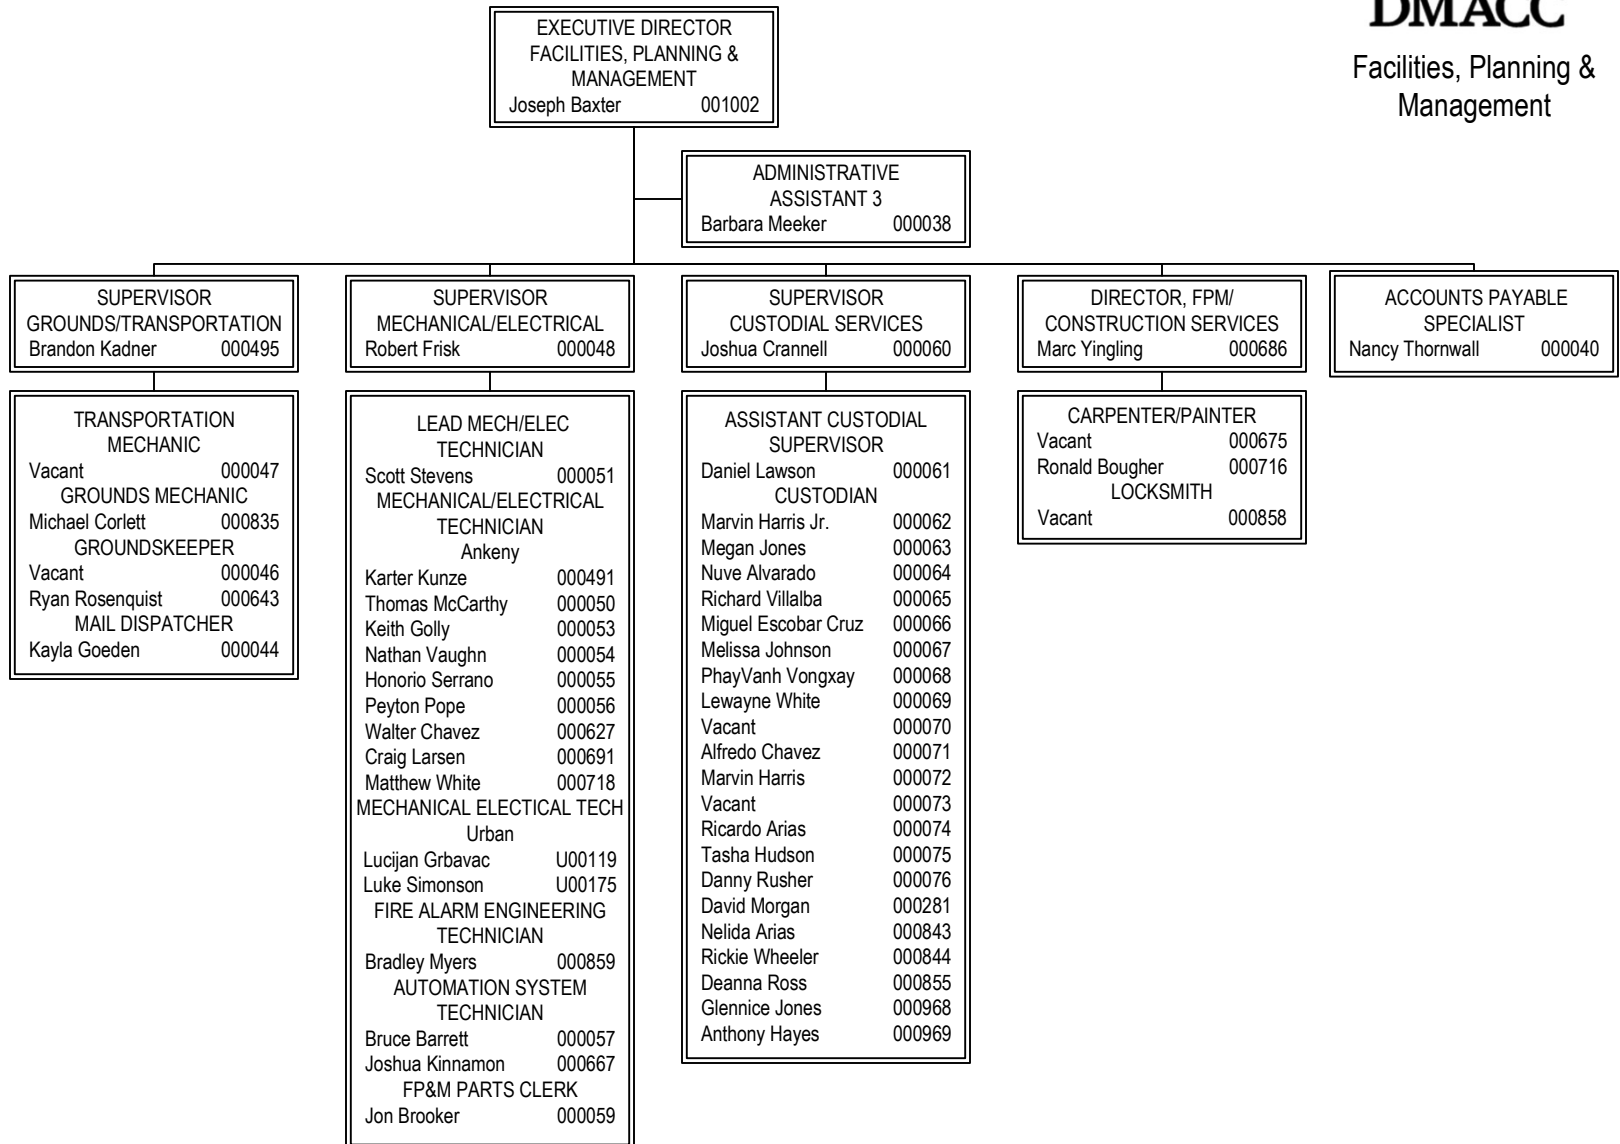 DMACC
Facilities, Planning &
Management
EXECUTIVE DIRECTOR
FACILITIES, PLANNING &
MANAGEMENT
Joseph Baxter 001002
ADMINISTRATIVE
ASSISTANT 3
Barbara Meeker 000038
SUPERVISOR
GROUNDS/TRANSPORTATION
Brandon Kadner 000495
TRANSPORTATION
MECHANIC
Vacant 000047
GROUNDS MECHANIC
Michael Corlett 000835
GROUNDSKEEPER
Vacant 000046
Ryan Rosenquist 000643
MAIL DISPATCHER
Kayla Goeden 000044
SUPERVISOR
MECHANICAL/ELECTRICAL
Robert Frisk 000048
LEAD MECH/ELEC
TECHNICIAN
Scott Stevens 000051
MECHANICAL/ELECTRICAL
TECHNICIAN
Ankeny
Karter Kunze 000491
Thomas McCarthy 000050
Keith Golly 000053
Nathan Vaughn 000054
Honorio Serrano 000055
Peyton Pope 000056
Walter Chavez 000627
Craig Larsen 000691
Matthew White 000718
MECHANICAL ELECTICAL TECH
Urban
Lucijan Grbavac U00119
Luke Simonson U00175
FIRE ALARM ENGINEERING
TECHNICIAN
Bradley Myers 000859
AUTOMATION SYSTEM
TECHNICIAN
Bruce Barrett 000057
Joshua Kinnamon 000667
FP&M PARTS CLERK
Jon Brooker 000059
SUPERVISOR
CUSTODIAL SERVICES
Joshua Crannell 000060
ASSISTANT CUSTODIAL
SUPERVISOR
Daniel Lawson 000061
CUSTODIAN
Marvin Harris Jr. 000062
Megan Jones 000063
Nuve Alvarado 000064
Richard Villalba 000065
Miguel Escobar Cruz 000066
Melissa Johnson 000067
PhayVanh Vongxay 000068
Lewayne White 000069
Vacant 000070
Alfredo Chavez 000071
Marvin Harris 000072
Vacant 000073
Ricardo Arias 000074
Tasha Hudson 000075
Danny Rusher 000076
David Morgan 000281
Nelida Arias 000843
Rickie Wheeler 000844
Deanna Ross 000855
Glennice Jones 000968
Anthony Hayes 000969
DIRECTOR, FPM/
CONSTRUCTION SERVICES
Marc Yingling 000686
CARPENTER/PAINTER
Vacant 000675
Ronald Bougher 000716
LOCKSMITH
Vacant 000858
ACCOUNTS PAYABLE
SPECIALIST
Nancy Thornwall 000040